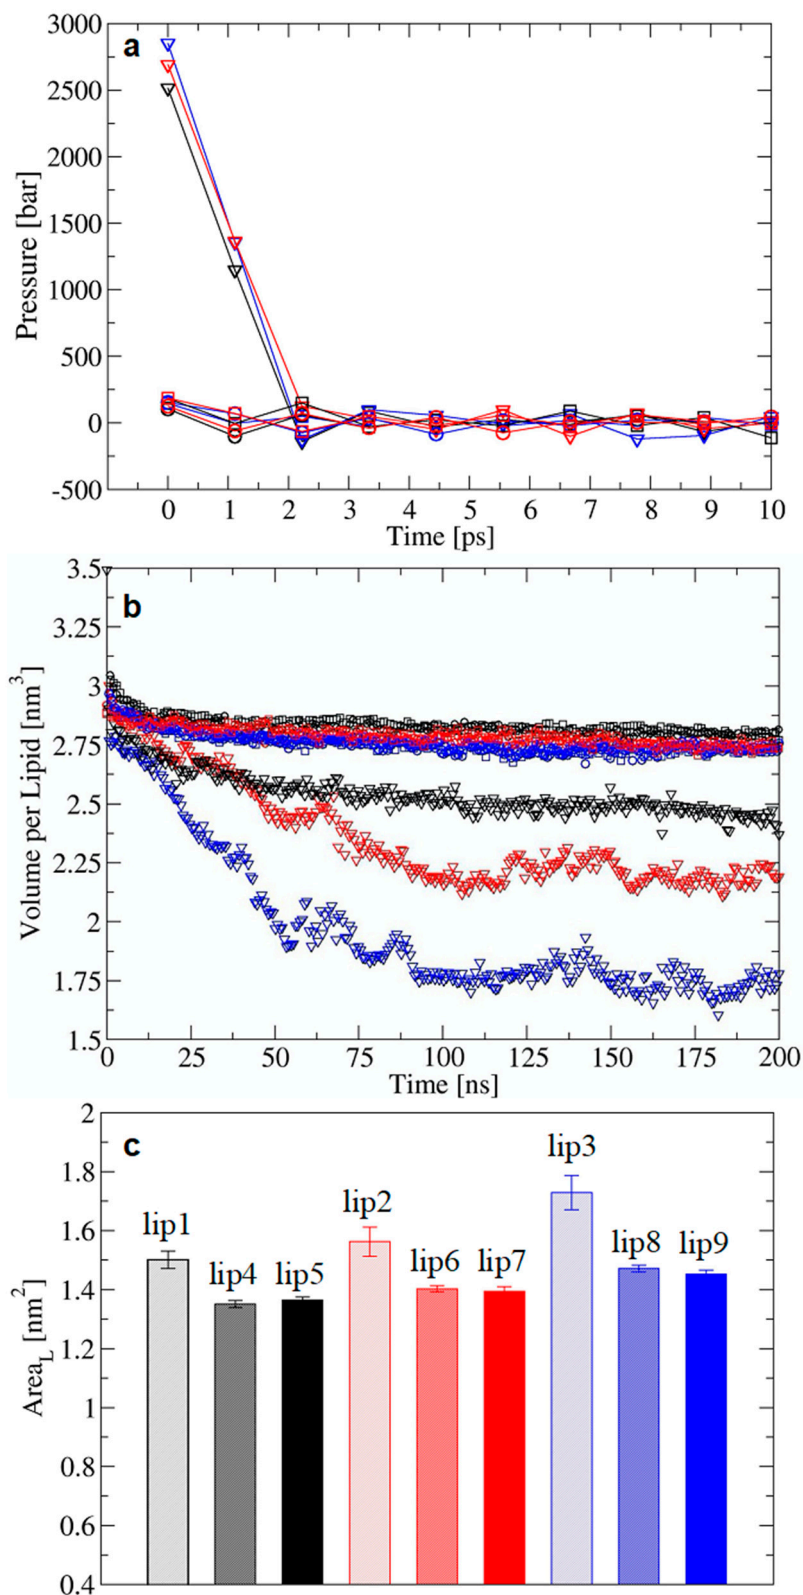 a
3000
2500
2000
1500
1000
500
0
-500
Pressure [bar]
0 1 2 3 4 5 6 7 8 9 10
Time [ps]
b
3.5
3.25
3
2.75
2.5
2.25
2
1.75
1.5
Volume per Lipid [nm³]
0 25 50 75 100 125 150 175 200
Time [ns]
c
2
1.8
1.6
1.4
1.2
1
0.8
0.6
0.4
Area_L [nm²]
lip1 lip4 lip5 lip2 lip6 lip7 lip3 lip8 lip9